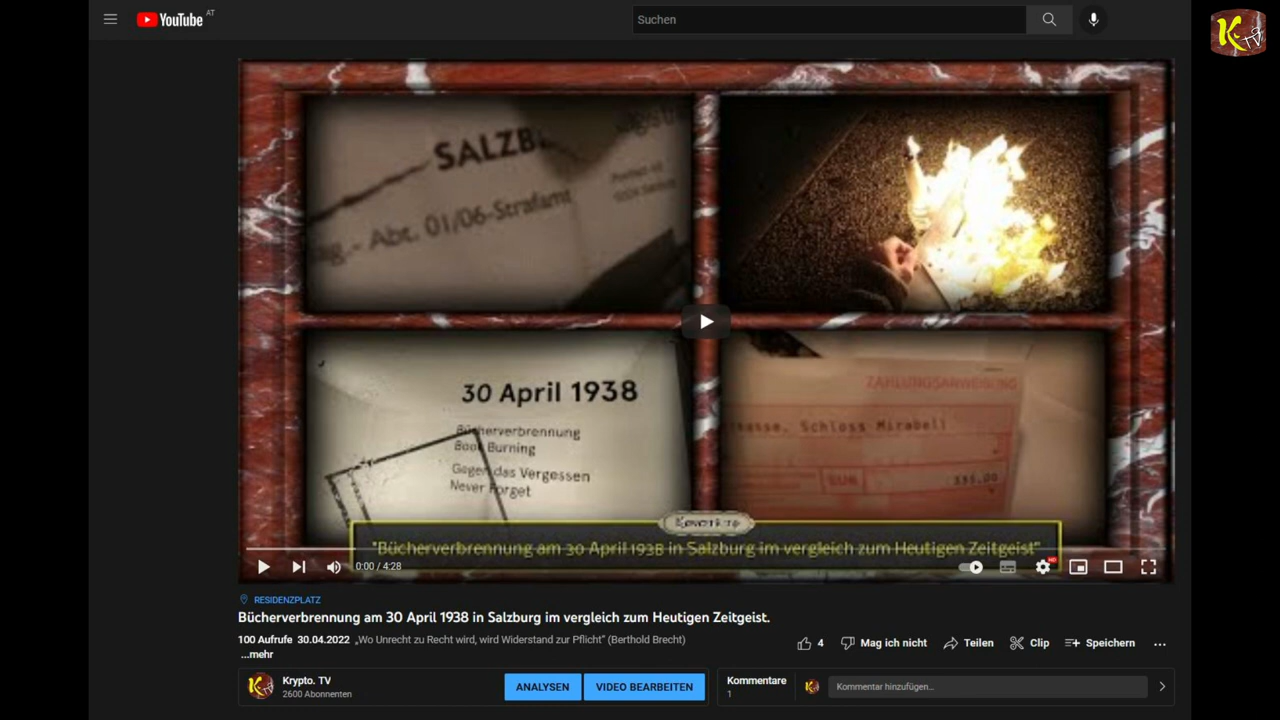 YouTube AT
Suchen
K TV
SALZB
Abt. 01/06-Strafamt
30 April 1938
Bücherverbrennung
Book Burning
Gegen das Vergessen
Never Forget
ZAHLUNGSANWEISUNG
Schloss Mirabell
EUR
"Bücherverbrennung am 30 April 1938 in Salzburg im vergleich zum Heutigen Zeitgeist"
0:00 / 4:28
HD
RESIDENZPLATZ
Bücherverbrennung am 30 April 1938 in Salzburg im vergleich zum Heutigen Zeitgeist.
100 Aufrufe 30.04.2022 „Wo Unrecht zu Recht wird, wird Widerstand zur Pflicht“ (Berthold Brecht)
...mehr
4 Mag ich nicht Teilen Clip Speichern
Krypto. TV
2600 Abonnenten
ANALYSEN VIDEO BEARBEITEN
Kommentare
1
Kommentar hinzufügen...